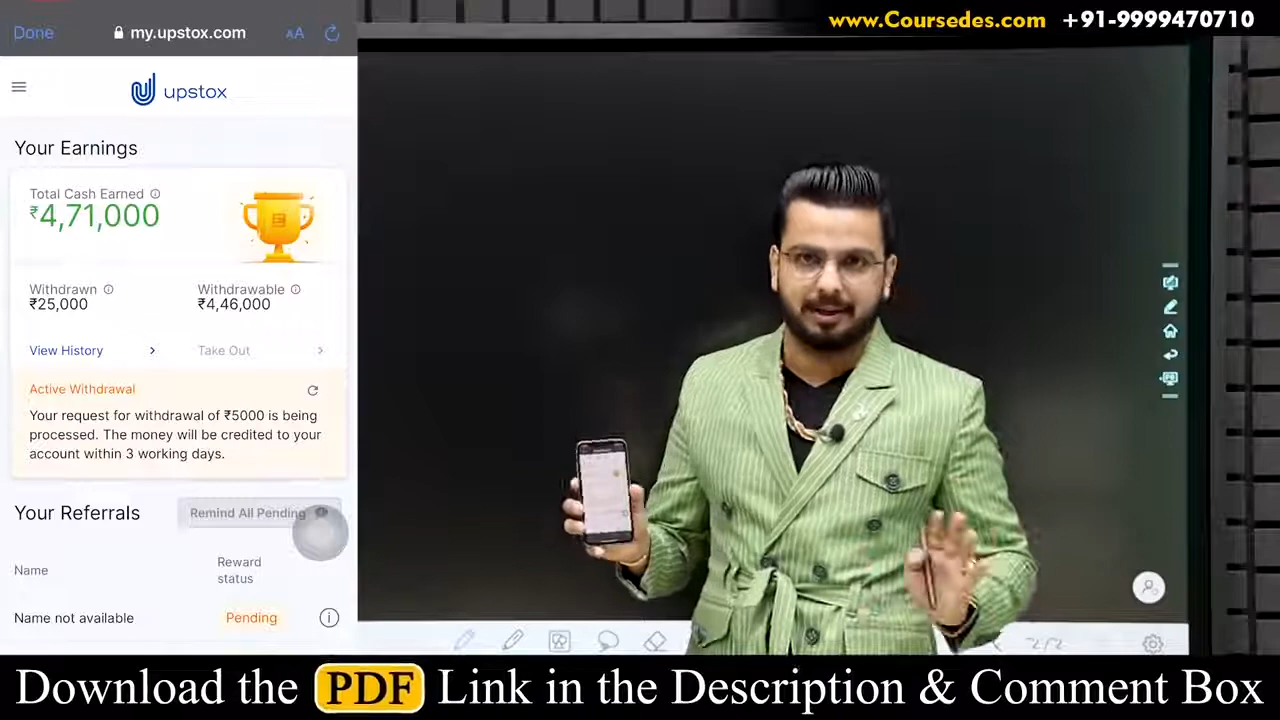 www.Coursedes.com +91-9999470710
Done
my.upstox.com
AA
upstox
Your Earnings
Total Cash Earned
₹4,71,000
Withdrawn
₹25,000
Withdrawable
₹4,46,000
View History
Take Out
Active Withdrawal
Your request for withdrawal of ₹5000 is being
processed. The money will be credited to your
account within 3 working days.
Your Referrals
Remind All Pending
Name
Reward
status
Name not available
Pending
2/2
Download the PDF Link in the Description & Comment Box